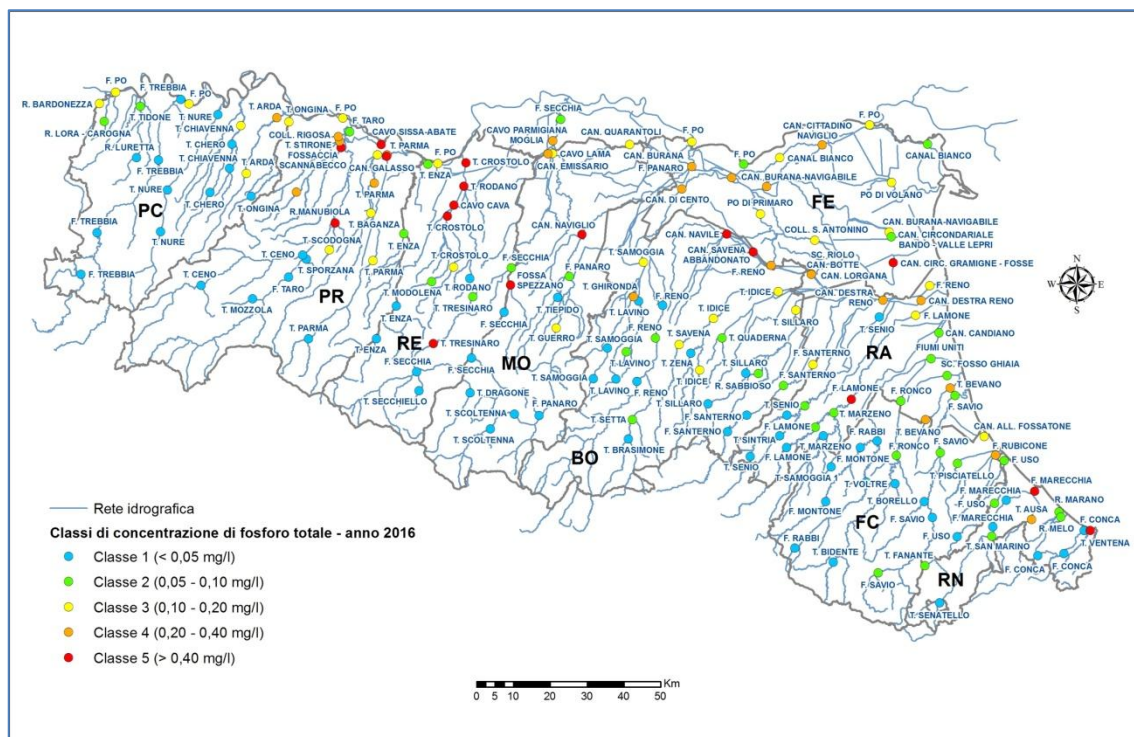 F. PO
F. TREBBIA
F. PO
R. BARDONEZZA
T. TIDONE
T. NURE
R. LORA - CAROGNA
T. CHIAVENNA
T. ARDA
T. ONGINA
F. PO
F. TARO
COLL. RIGOSA
CAVO SISSA-ABATE
T. STIRONE
T. PARMA
FOSSACCIA
SCANNABECCO
CAN. GALASSO
F. PO
T. ENZA
T. CROSTOLO
R. LURETTA
T. CHERO
F. TREBBIA
T. CHIAVENNA
T. ARDA
T. NURE
T. CHERO
T. ONGINA
T. PARMA
T. RODANO
CAVO CAVA
T. CROSTOLO
R.MANUBIOLA
T. BAGANZA
PC
F. TREBBIA
T. NURE
T. SCODOGNA
T. ENZA
T. CENO
T. SPORZANA
T. PARMA
T. CROSTOLO
F. TREBBIA
T. CENO
F. TARO
T. MODOLENA
T. RODANO
T. TRESINARO
T. MOZZOLA
PR
T. ENZA
T. PARMA
T. ENZA
RE
T. TRESINARO
F. SECCHIA
F. SECCHIA
T. SECCHIELLO
T. DRAGONE
F. SECCHIA
CAVO PARMIGIANA
MOGLIA
CAN. QUARANTOLI
F. PO
CAVO LAMA
CAN. EMISSARIO
CAN. BURANA
F. PANARO
F. PO
CAN. CITTADINO
NAVIGLIO
F. PO
CANAL BIANCO
CANAL BIANCO
CAN. BURANA-NAVIGABILE
CAN. DI CENTO
PO DI VOLANO
PO DI PRIMARO
FE
CAN. NAVIGLIO
CAN. NAVILE
COLL. S. ANTONINO
CAN. BURANA-NAVIGABILE
CAN. CIRCONDARIALE
BANDO - VALLE LEPRI
CAN. SAVENA
ABBANDONATO
SC. RIOLO
CAN. BOTTE
CAN. CIRC. GRAMIGNE - FOSSE
F. SECCHIA
F. PANARO
T. SAMOGGIA
F. RENO
CAN. LORGANA
FOSSA
SPEZZANO
T. GHIRONDA
F. RENO
T. IDICE
CAN. DESTRA
RENO
F. RENO
CAN. DESTRA RENO
T. TIEPIDO
T. LAVINO
T. IDICE
T. SILLARO
T. SENIO
F. LAMONE
F. SECCHIA
T. GUERRO
F. RENO
T. SAVENA
T. QUADERNA
CAN. CANDIANO
T. SAMOGGIA
T. LAVINO
T. ZENA
F. SANTERNO
RA
FIUMI UNITI
MO
T. IDICE
T. SILLARO
R. SABBIOSO
F. SANTERNO
SC. FOSSO GHIAIA
T. SAMOGGIA
T. LAVINO
F. RENO
F. LAMONE
F. RONCO
T. BEVANO
F. SAVIO
T. SILLARO
T. SENIO
T. MARZENO
T. SCOLTENNA
F. PANARO
T. SETTA
F. SANTERNO
F. LAMONE
F. RABBI
T. BEVANO
CAN. ALL. FOSSATONE
T. SCOLTENNA
F. SANTERNO
T. SINTRIA
T. MARZENO
F. RONCO
F. SAVIO
F. RUBICONE
BO
T. BRASIMONE
F. LAMONE
F. MONTONE
F. USO
T. SENIO
T. SAMOGGIA 1
T. VOLTRE
T. PISCIATELLO
F. MARECCHIA
F. MARECCHIA
T. BORELLO
F. USO
R. MARANO
F. MONTONE
FC
F. SAVIO
F. MARECCHIA
T. AUSA
R. MELO
F. CONCA
T. VENTENA
F. RABBI
F. USO
T. SAN MARINO
T. BIDENTE
T. FANANTE
F. CONCA
F. CONCA
F. SAVIO
RN
T. SENATELLO
N
W
E
S
Rete idrografica
Classi di concentrazione di fosforo totale - anno 2016
Classe 1 (< 0,05 mg/l)
Classe 2 (0,05 - 0,10 mg/l)
Classe 3 (0,10 - 0,20 mg/l)
Classe 4 (0,20 - 0,40 mg/l)
Classe 5 (> 0,40 mg/l)
Km
0 5 10 20 30 40 50